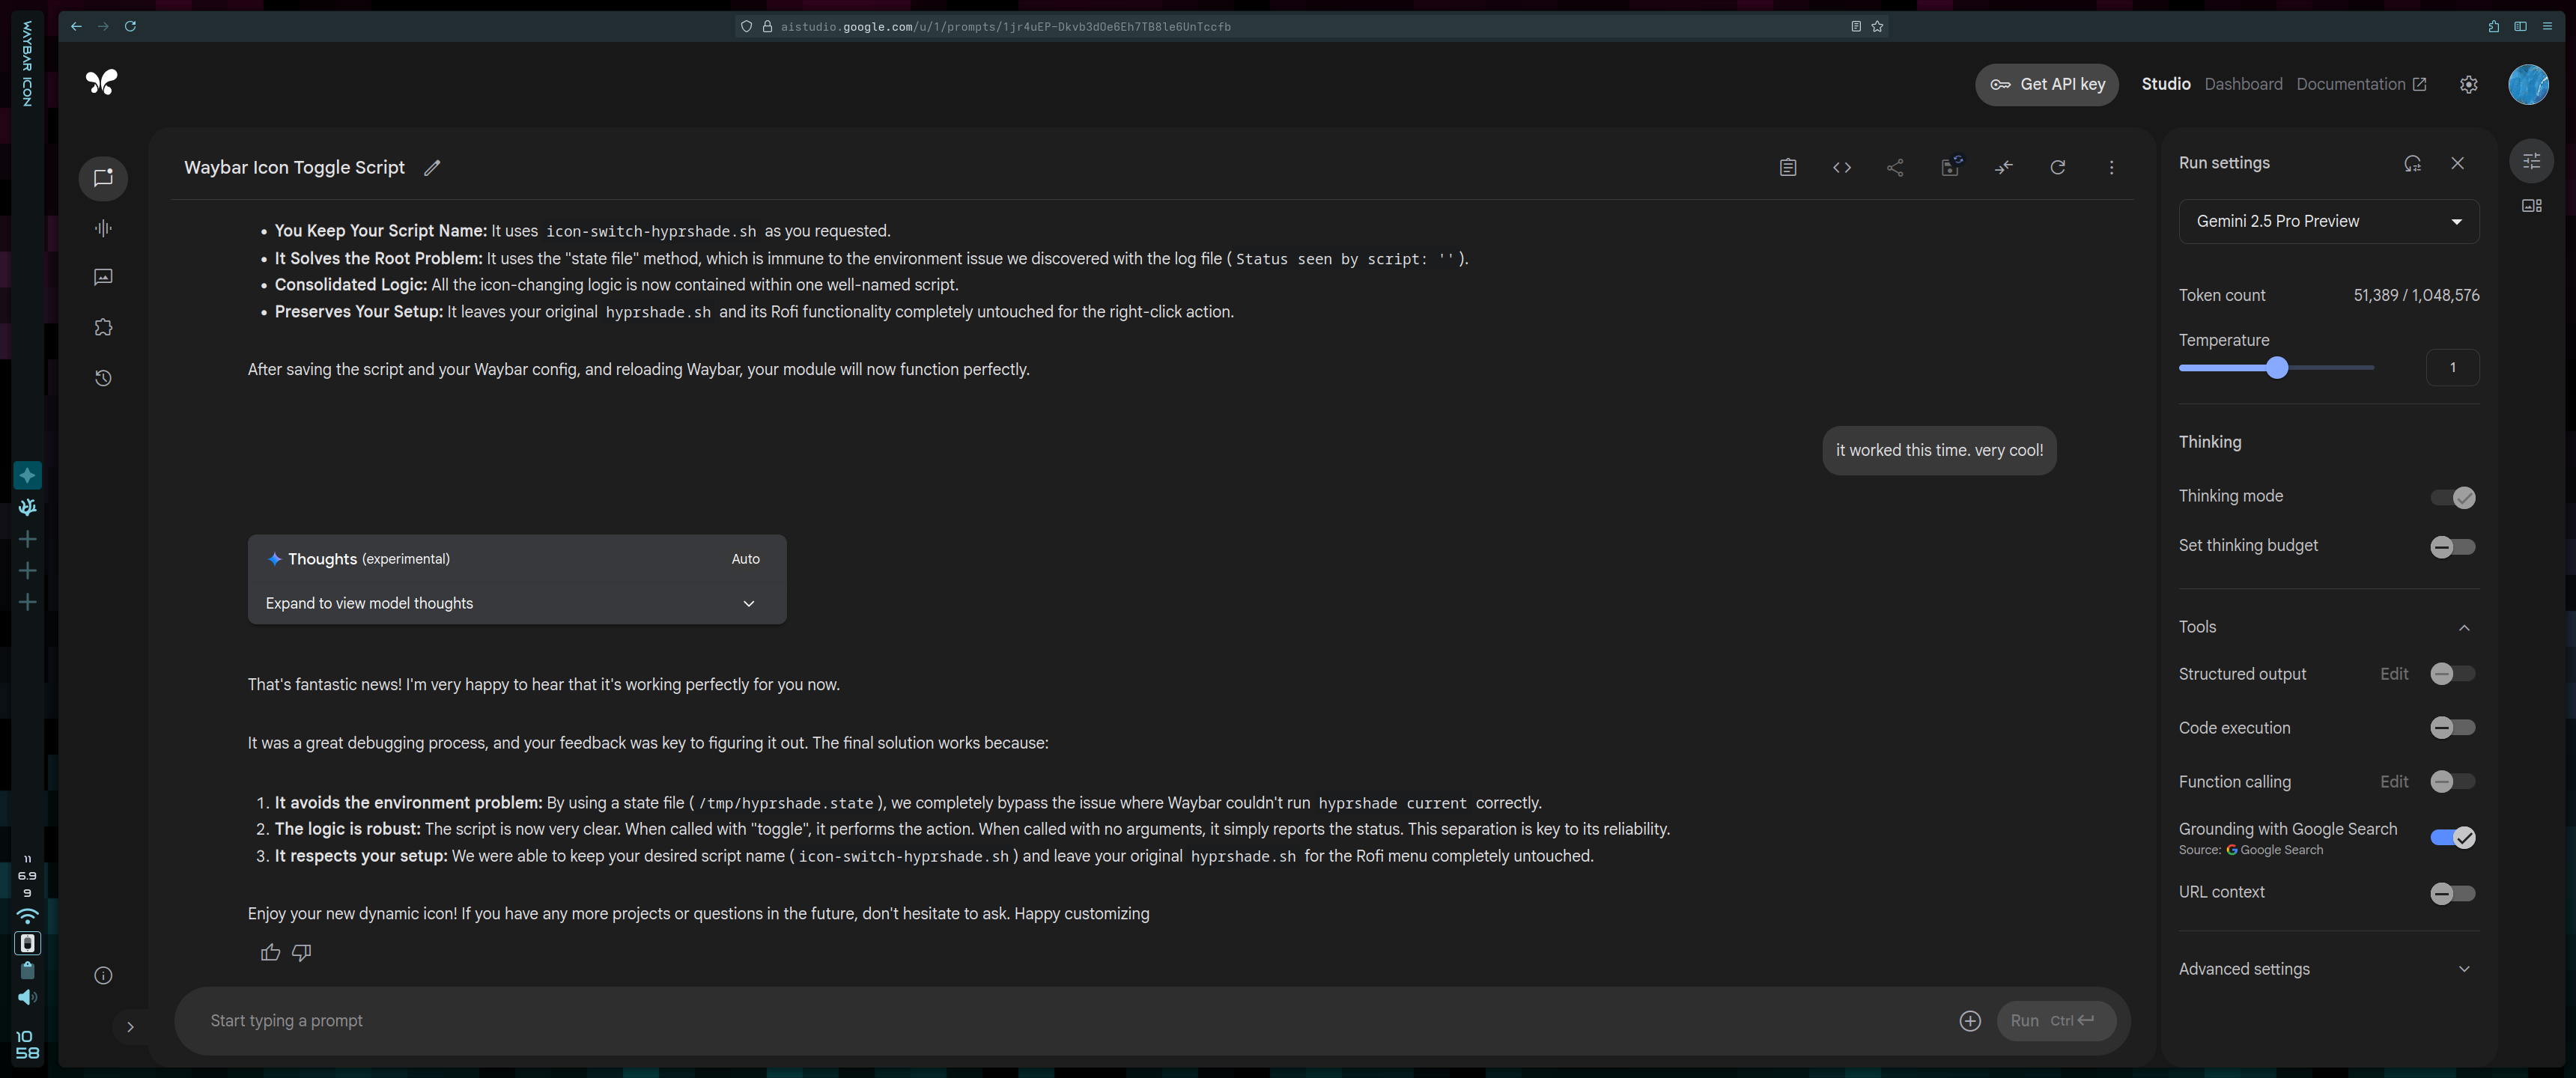 WAYBAR ICON
aistudio.google.com/u/1/prompts/1jr4uEP-Dkvb3dOe6Eh7TB8le6UnTccfb
Get API key
Studio
Dashboard
Documentation
Waybar Icon Toggle Script
• You Keep Your Script Name: It uses icon-switch-hyprshade.sh as you requested.
• It Solves the Root Problem: It uses the "state file" method, which is immune to the environment issue we discovered with the log file ( Status seen by script: '' ).
• Consolidated Logic: All the icon-changing logic is now contained within one well-named script.
• Preserves Your Setup: It leaves your original hyprshade.sh and its Rofi functionality completely untouched for the right-click action.
After saving the script and your Waybar config, and reloading Waybar, your module will now function perfectly.
it worked this time. very cool!
Thoughts (experimental)
Auto
Expand to view model thoughts
That's fantastic news! I'm very happy to hear that it's working perfectly for you now.
It was a great debugging process, and your feedback was key to figuring it out. The final solution works because:
1. It avoids the environment problem: By using a state file ( /tmp/hyprshade.state ), we completely bypass the issue where Waybar couldn't run hyprshade current correctly.
2. The logic is robust: The script is now very clear. When called with "toggle", it performs the action. When called with no arguments, it simply reports the status. This separation is key to its reliability.
3. It respects your setup: We were able to keep your desired script name ( icon-switch-hyprshade.sh ) and leave your original hyprshade.sh for the Rofi menu completely untouched.
Enjoy your new dynamic icon! If you have any more projects or questions in the future, don't hesitate to ask. Happy customizing
Start typing a prompt
Run Ctrl
Run settings
Gemini 2.5 Pro Preview
Token count 51,389 / 1,048,576
Temperature
1
Thinking
Thinking mode
Set thinking budget
Tools
Structured output Edit
Code execution
Function calling Edit
Grounding with Google Search
Source: Google Search
URL context
Advanced settings
11
6.9
9
10
58